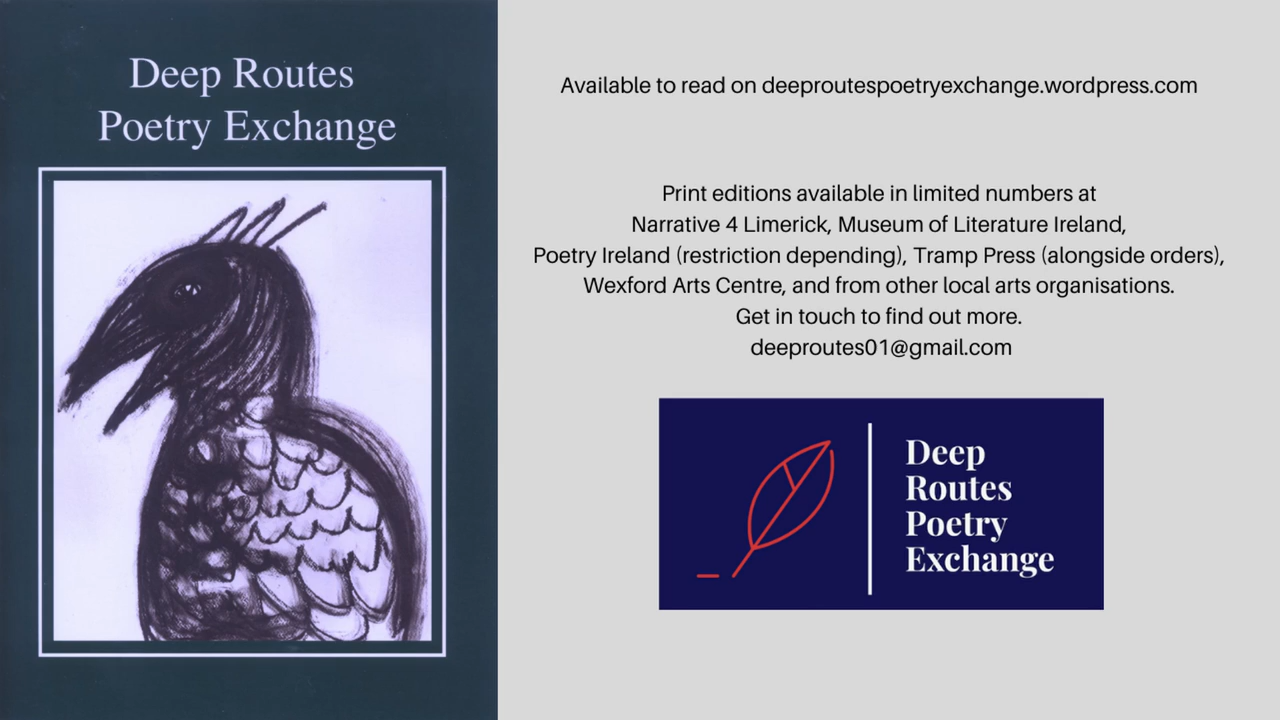 Deep Routes
Poetry Exchange
Available to read on deeproutespoetryexchange.wordpress.com
Print editions available in limited numbers at
Narrative 4 Limerick, Museum of Literature Ireland,
Poetry Ireland (restriction depending), Tramp Press (alongside orders),
Wexford Arts Centre, and from other local arts organisations.
Get in touch to find out more.
deeproutes01@gmail.com
Deep
Routes
Poetry
Exchange